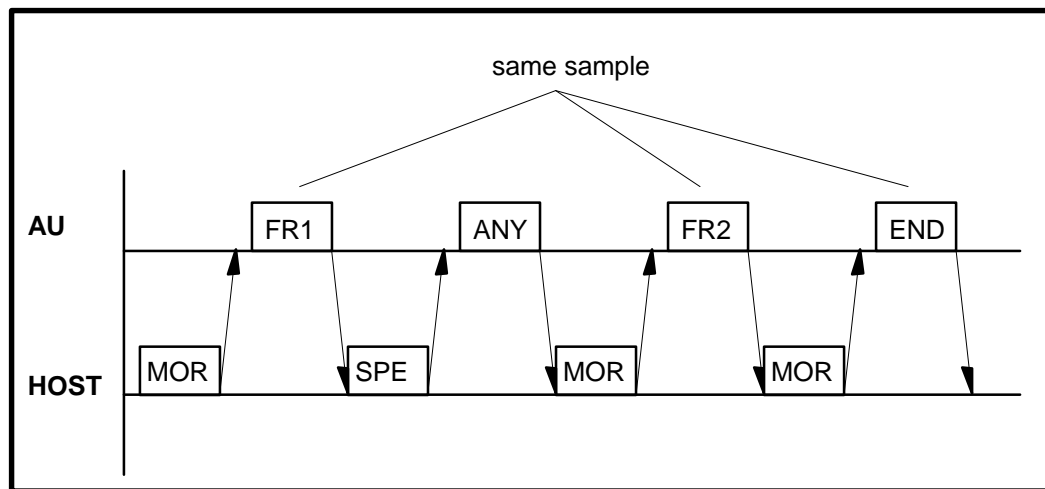 same sample
AU
FR1 ANY FR2 END
HOST
MOR SPE MOR MOR